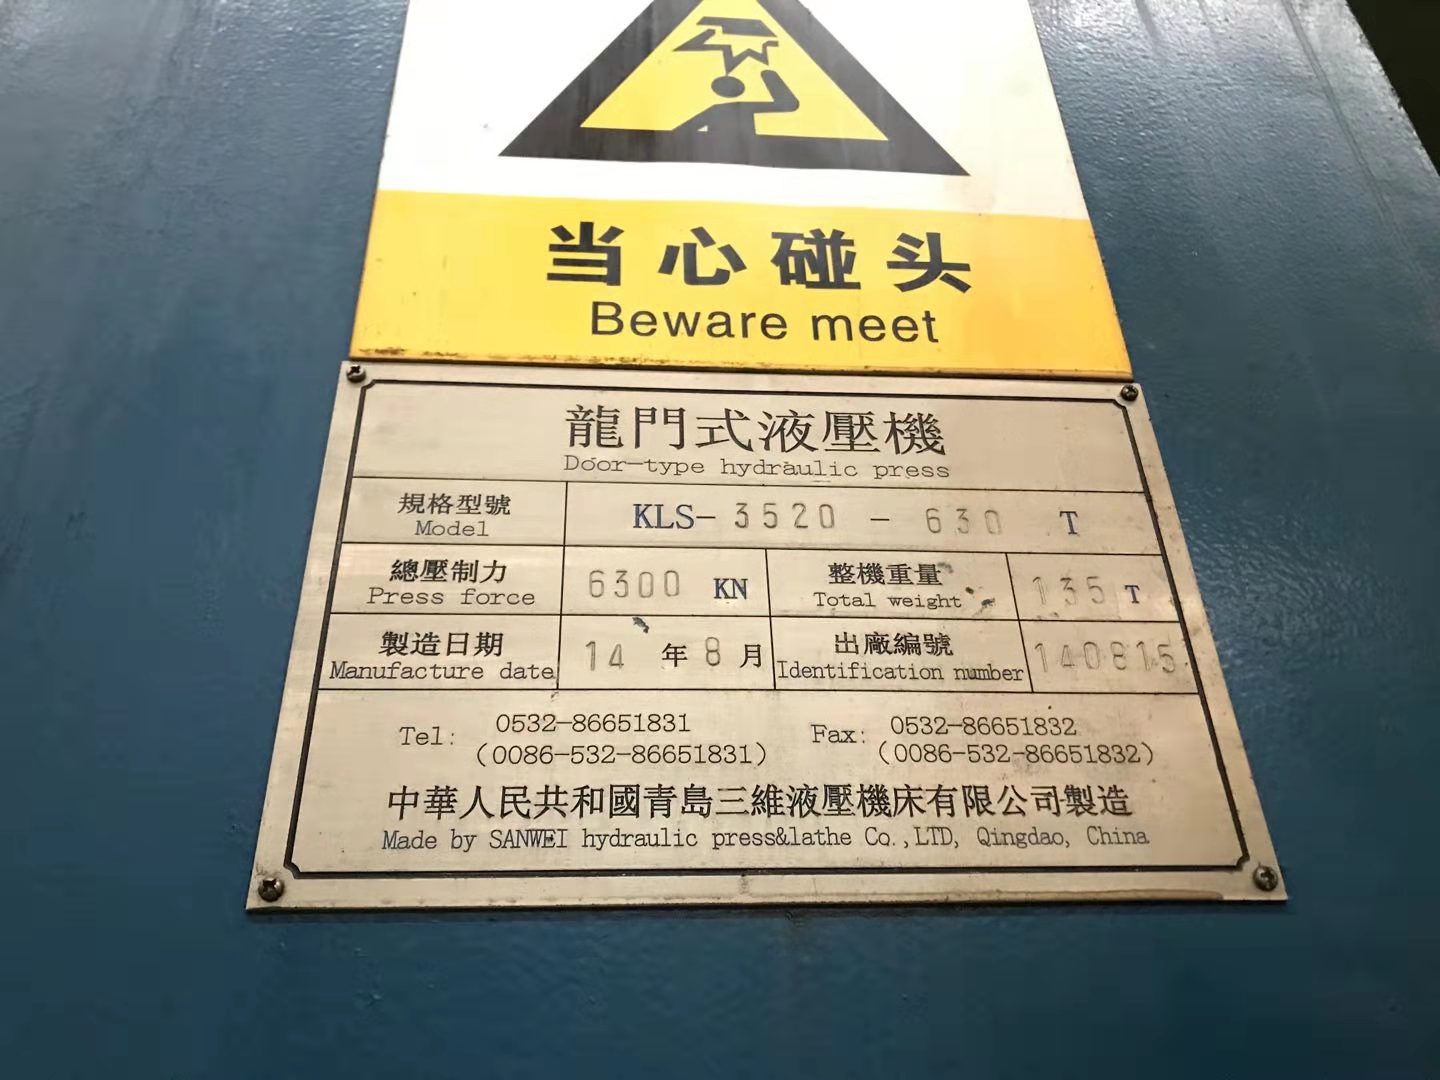 当心碰头
Beware meet
龍門式液壓機
Door-type hydraulic press
規格型號 KLS-3520-630 T
Model
總壓制力 6300 KN 整機重量 135 T
Press force Total weight
製造日期 14 年 8 月 出廠編號 140815
Manufacture date Identification number
Tel: 0532-86651831 Fax: 0532-86651832
(0086-532-86651831) (0086-532-86651832)
中華人民共和國青島三維液壓機床有限公司製造
Made by SANWEI hydraulic press&lathe Co.,LTD, Qingdao, China